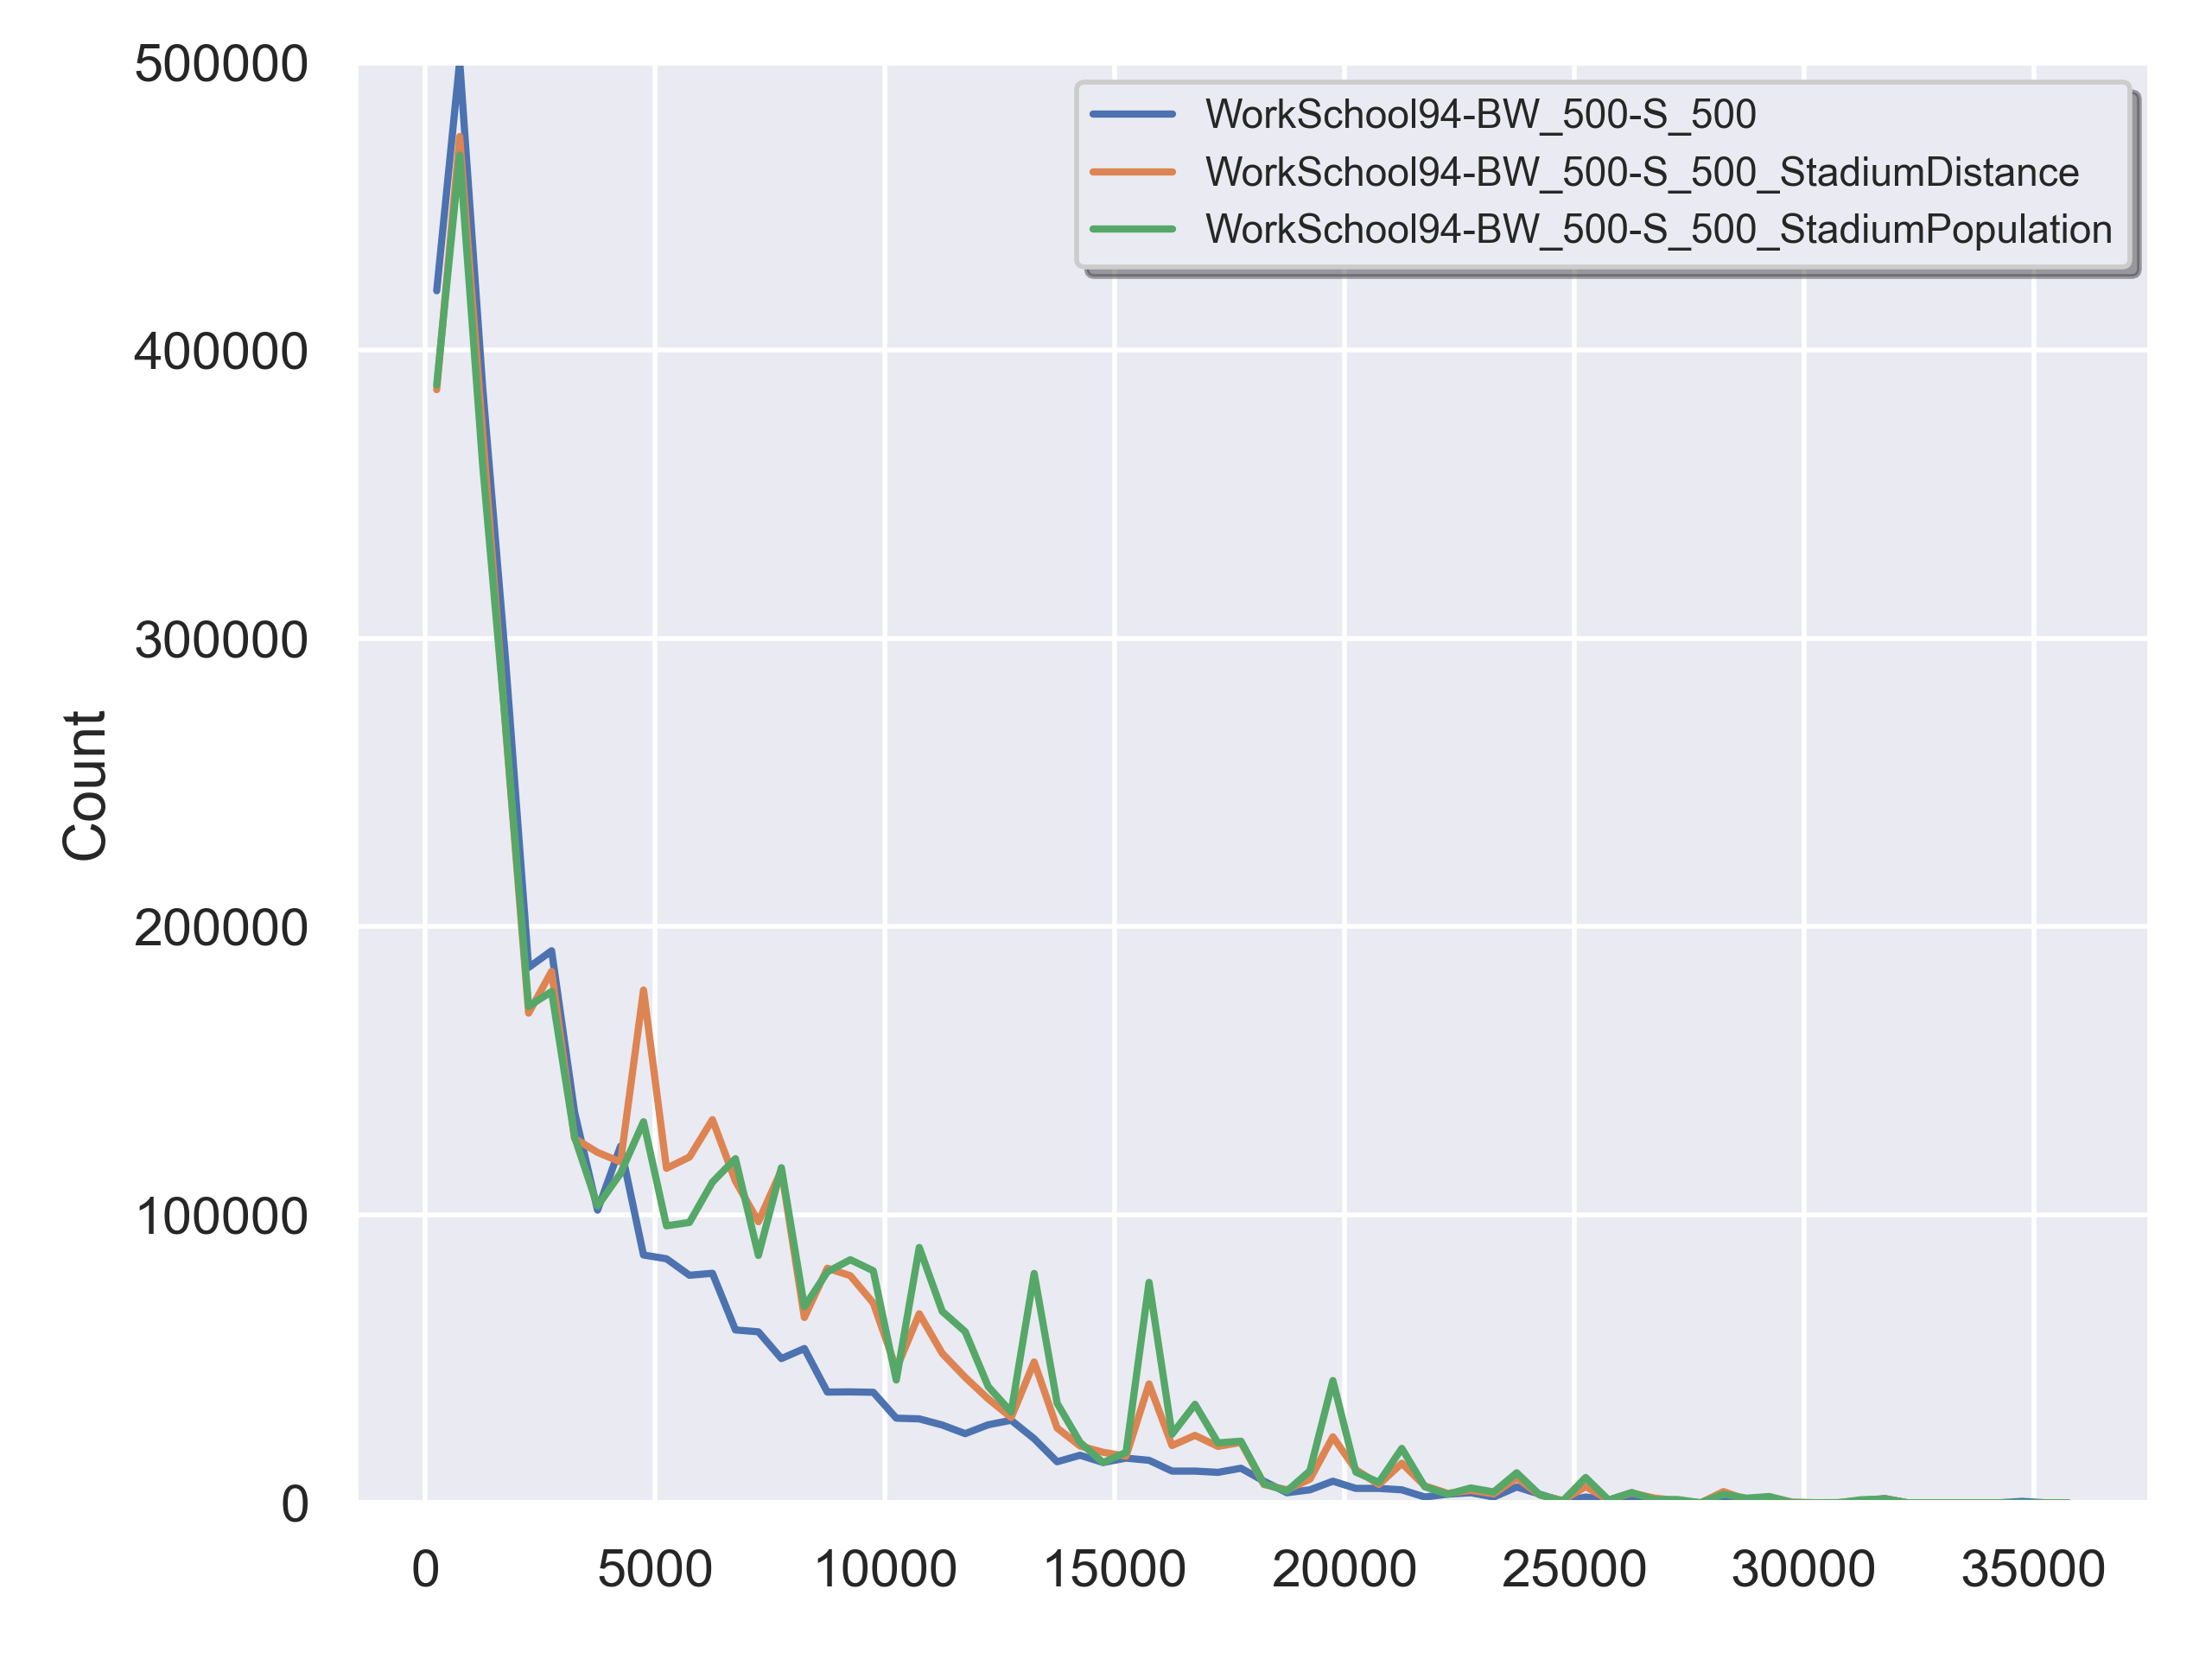 500000
400000
300000
200000
100000
0
Count
WorkSchool94-BW_500-S_500
WorkSchool94-BW_500-S_500_StadiumDistance
WorkSchool94-BW_500-S_500_StadiumPopulation
0 5000 10000 15000 20000 25000 30000 35000